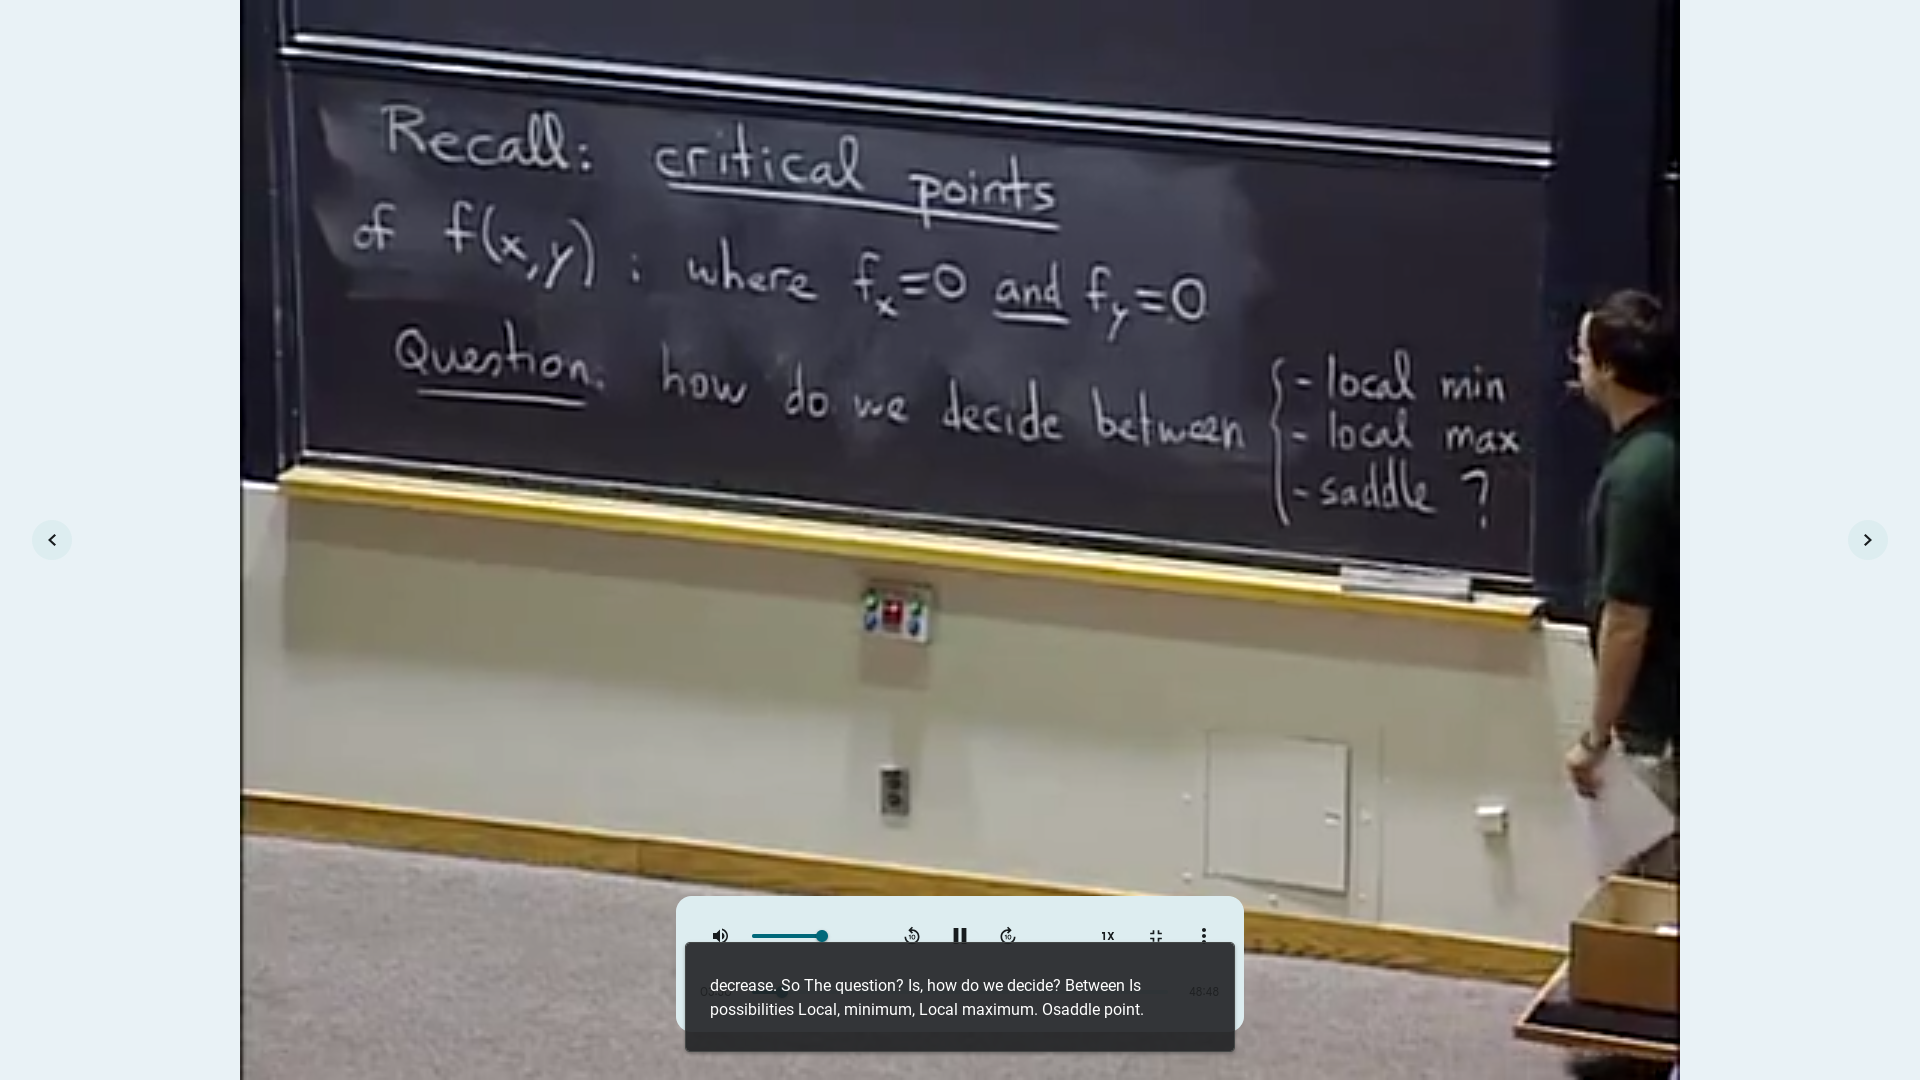 Recall: critical points
of f(x,y) : where fₓ=0 and f_y=0
Question: how do we decide between { - local min
- local max
- saddle ?
1X
48:48
decrease. So The question? Is, how do we decide? Between Is
possibilities Local, minimum, Local maximum. Osaddle point.